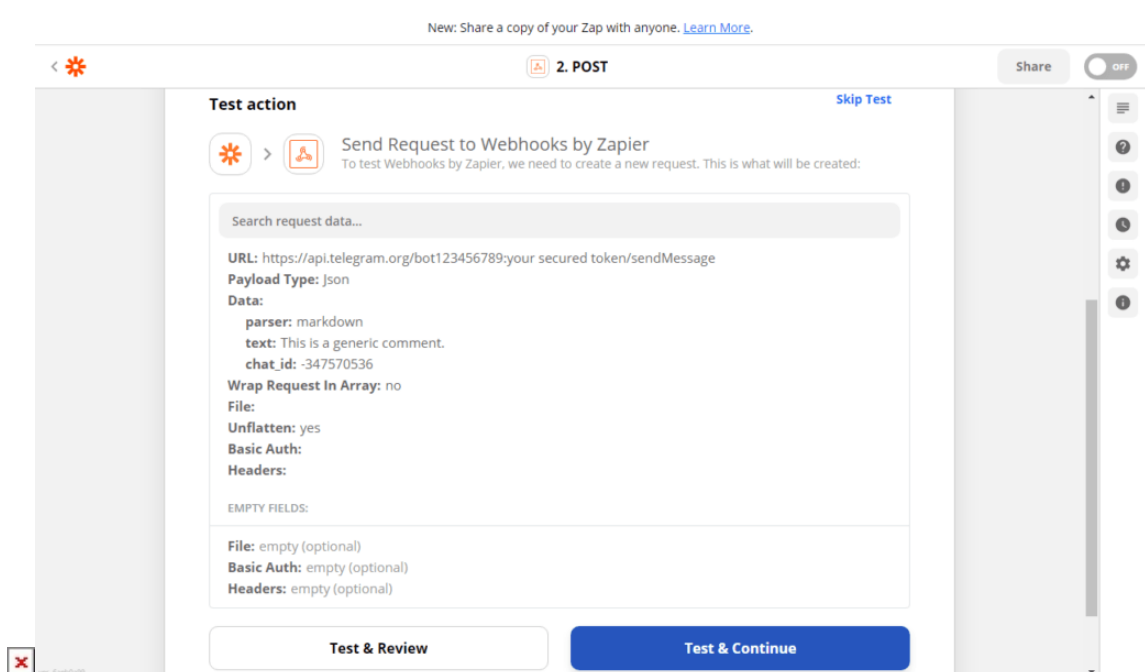 New: Share a copy of your Zap with anyone. Learn More.
2. POST
Share
OFF
Test action
Skip Test
Send Request to Webhooks by Zapier
To test Webhooks by Zapier, we need to create a new request. This is what will be created:
Search request data...
URL: https://api.telegram.org/bot123456789:your secured token/sendMessage
Payload Type: Json
Data:
parser: markdown
text: This is a generic comment.
chat_id: -347570536
Wrap Request In Array: no
File:
Unflatten: yes
Basic Auth:
Headers:
EMPTY FIELDS:
File: empty (optional)
Basic Auth: empty (optional)
Headers: empty (optional)
Test & Review
Test & Continue